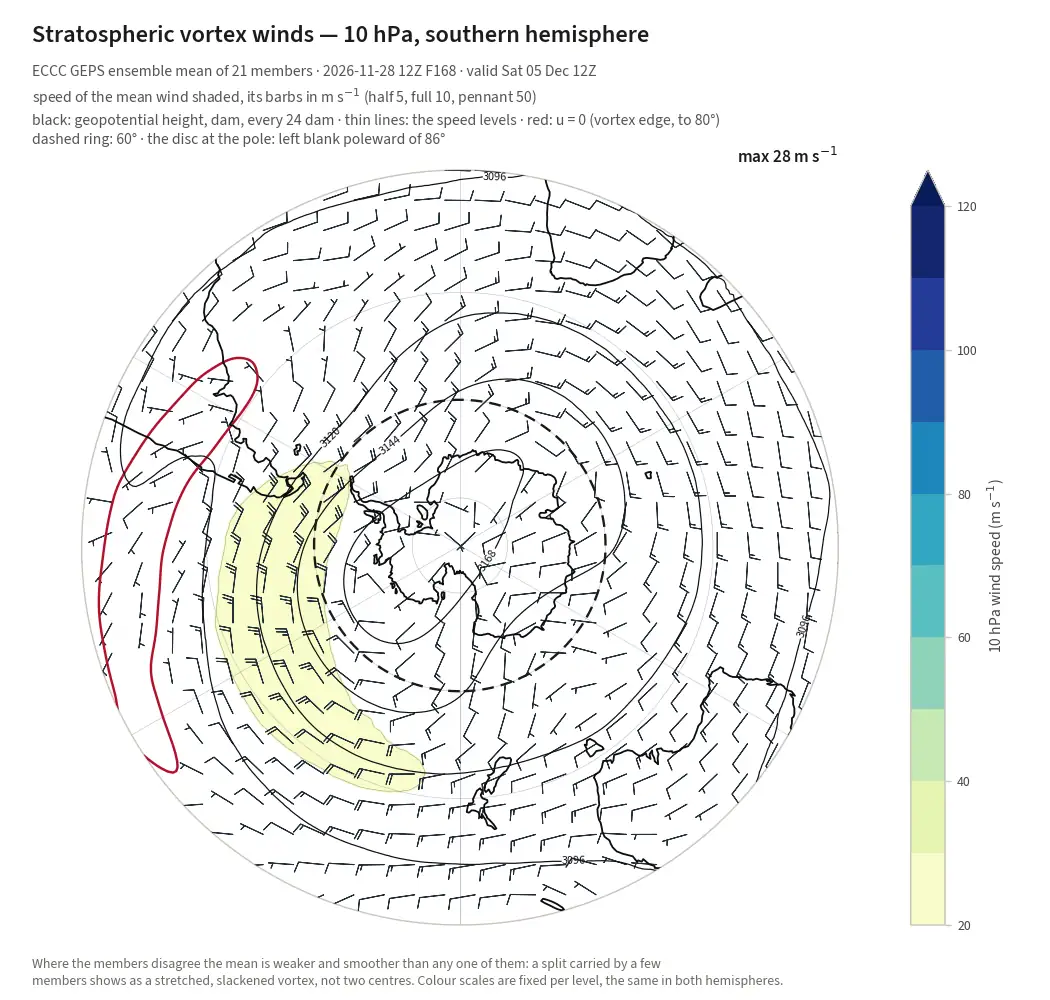 Stratospheric vortex winds — 10 hPa, southern hemisphere
ECCC GEPS ensemble mean of 21 members · 2026-11-28 12Z F168 · valid Sat 05 Dec 12Z
speed of the mean wind shaded, its barbs in m s⁻¹ (half 5, full 10, pennant 50)
black: geopotential height, dam, every 24 dam · thin lines: the speed levels · red: u = 0 (vortex edge, to 80°)
dashed ring: 60° · the disc at the pole: left blank poleward of 86°
max 28 m s⁻¹
3096
120
100
80
60
40
20
10 hPa wind speed (m s⁻¹)
3120
3144
3168
3096
3096
Where the members disagree the mean is weaker and smoother than any one of them: a split carried by a few
members shows as a stretched, slackened vortex, not two centres. Colour scales are fixed per level, the same in both hemispheres.